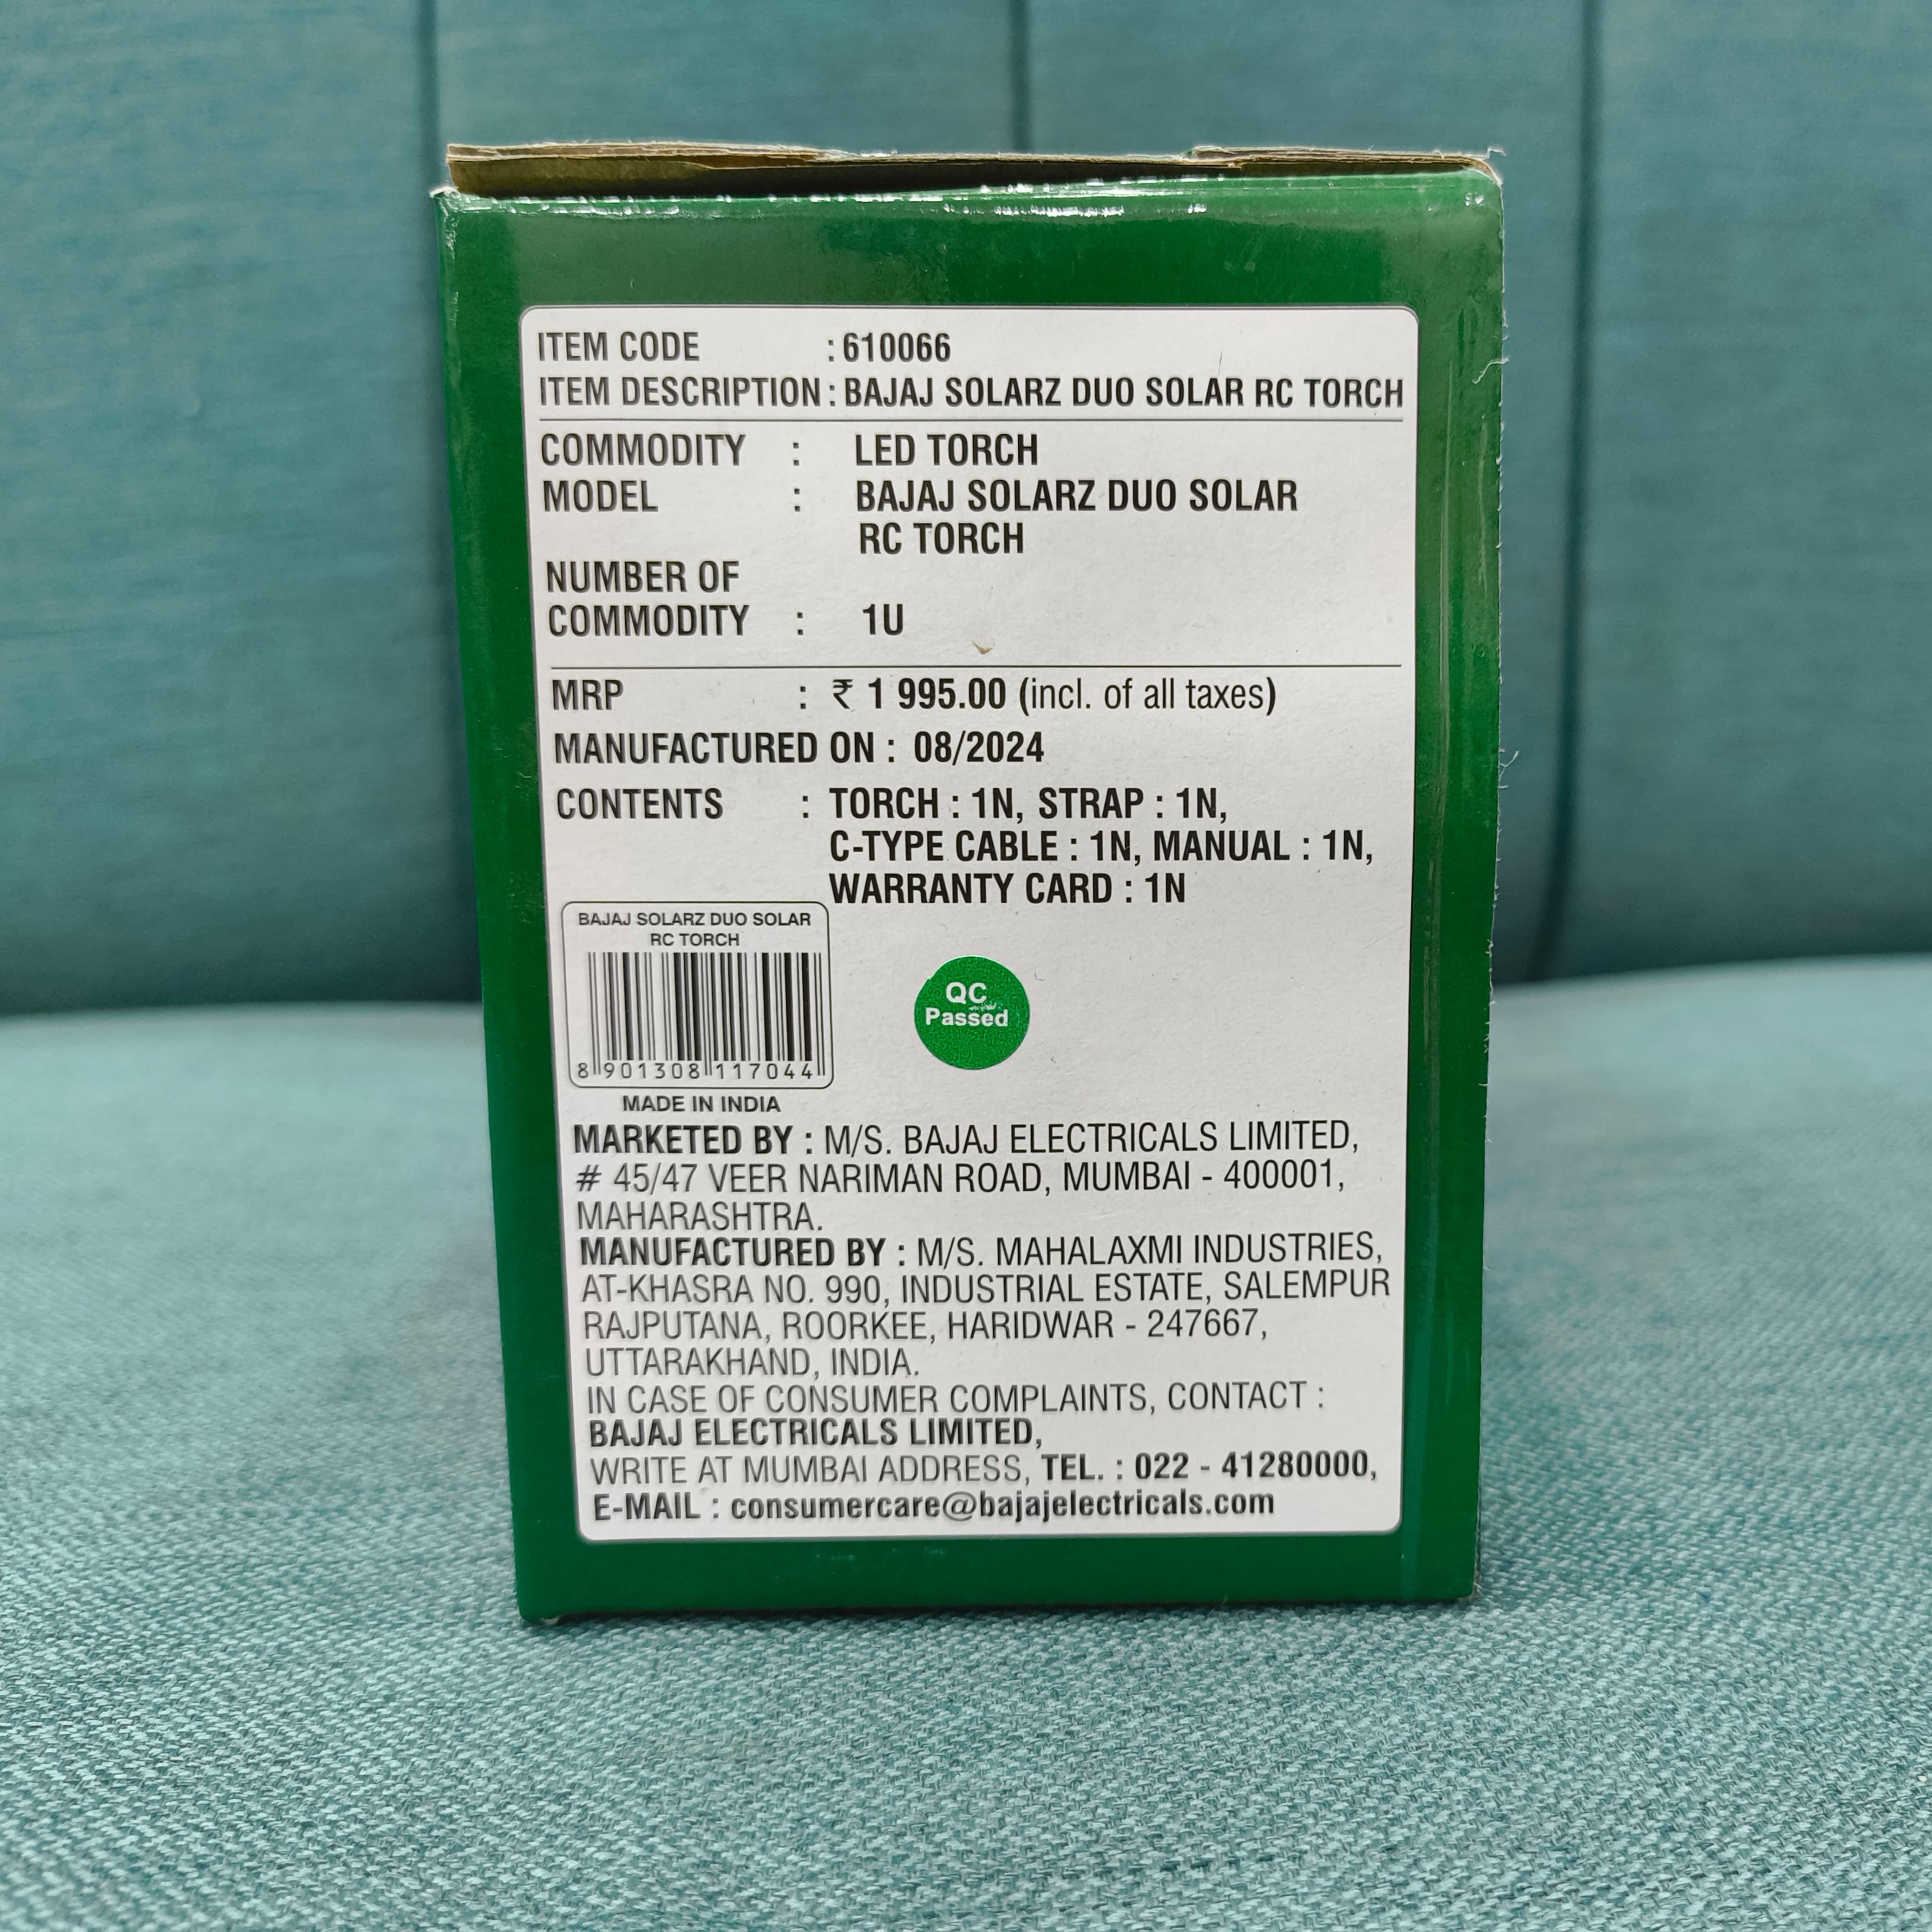 ITEM CODE : 610066
ITEM DESCRIPTION : BAJAJ SOLARZ DUO SOLAR RC TORCH
COMMODITY : LED TORCH
MODEL : BAJAJ SOLARZ DUO SOLAR
RC TORCH
NUMBER OF
COMMODITY : 1U
MRP : ₹ 1 995.00 (incl. of all taxes)
MANUFACTURED ON : 08/2024
CONTENTS : TORCH : 1N, STRAP : 1N,
C-TYPE CABLE : 1N, MANUAL : 1N,
WARRANTY CARD : 1N
BAJAJ SOLARZ DUO SOLAR
RC TORCH
8 901308 117044
QC
Passed
MADE IN INDIA
MARKETED BY : M/S. BAJAJ ELECTRICALS LIMITED,
# 45/47 VEER NARIMAN ROAD, MUMBAI - 400001,
MAHARASHTRA.
MANUFACTURED BY : M/S. MAHALAXMI INDUSTRIES,
AT-KHASRA NO. 990, INDUSTRIAL ESTATE, SALEMPUR
RAJPUTANA, ROORKEE, HARIDWAR - 247667,
UTTARAKHAND, INDIA.
IN CASE OF CONSUMER COMPLAINTS, CONTACT :
BAJAJ ELECTRICALS LIMITED,
WRITE AT MUMBAI ADDRESS, TEL. : 022 - 41280000,
E-MAIL : consumercare@bajajelectricals.com